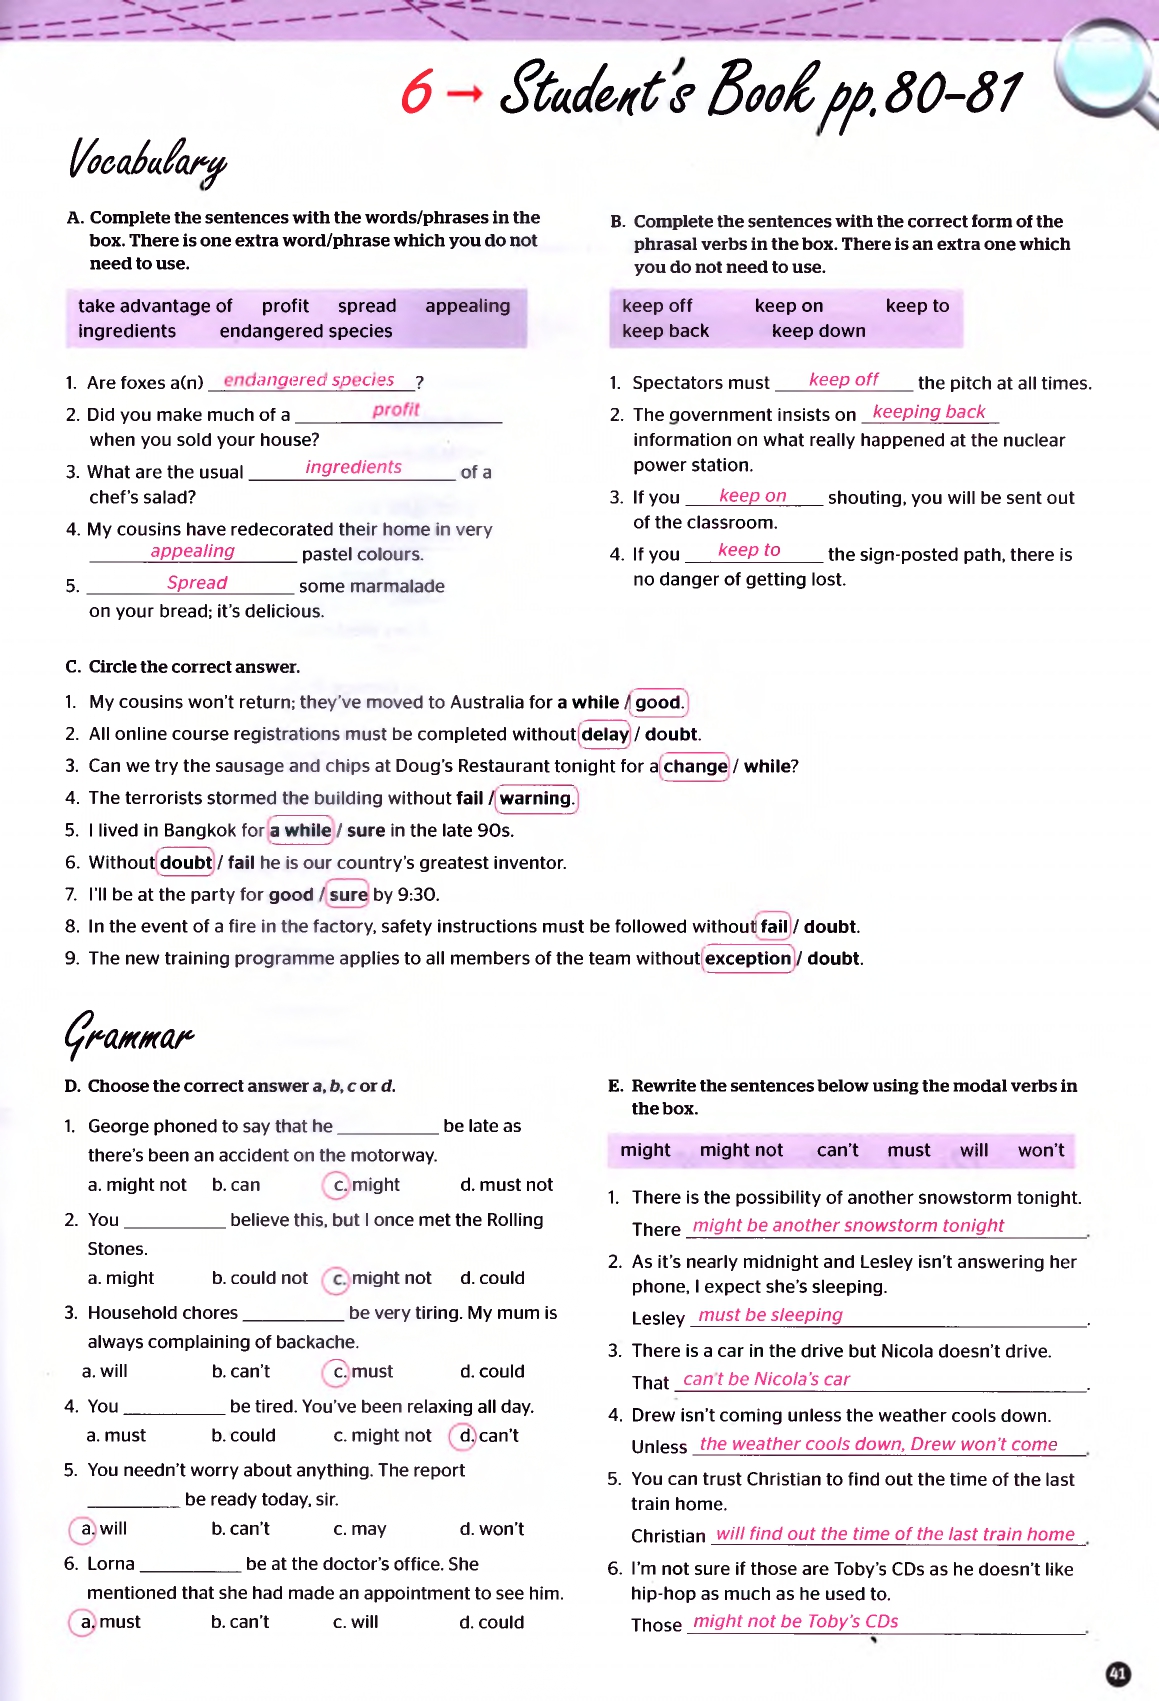 6 → Student's Book pp.80-81
Vocabulary
A. Complete the sentences with the words/phrases in the
box. There is one extra word/phrase which you do not
need to use.
take advantage of profit spread appealing
ingredients endangered species
1. Are foxes a(n) endangered species ?
2. Did you make much of a profit
when you sold your house?
3. What are the usual ingredients of a
chef's salad?
4. My cousins have redecorated their home in very
appealing pastel colours.
5. Spread some marmalade
on your bread; it's delicious.
B. Complete the sentences with the correct form of the
phrasal verbs in the box. There is an extra one which
you do not need to use.
keep off keep on keep to
keep back keep down
1. Spectators must keep off the pitch at all times.
2. The government insists on keeping back
information on what really happened at the nuclear
power station.
3. If you keep on shouting, you will be sent out
of the classroom.
4. If you keep to the sign-posted path, there is
no danger of getting lost.
C. Circle the correct answer.
1. My cousins won't return; they've moved to Australia for a while / good.
2. All online course registrations must be completed without delay / doubt.
3. Can we try the sausage and chips at Doug's Restaurant tonight for a change / while?
4. The terrorists stormed the building without fail / warning.
5. I lived in Bangkok for a while / sure in the late 90s.
6. Without doubt / fail he is our country's greatest inventor.
7. I'll be at the party for good / sure by 9:30.
8. In the event of a fire in the factory, safety instructions must be followed without fail / doubt.
9. The new training programme applies to all members of the team without exception / doubt.
Grammar
D. Choose the correct answer a, b, c or d.
1. George phoned to say that he __________ be late as
there's been an accident on the motorway.
a. might not b. can c. might d. must not
2. You __________ believe this, but I once met the Rolling
Stones.
a. might b. could not c. might not d. could
3. Household chores __________ be very tiring. My mum is
always complaining of backache.
a. will b. can't c. must d. could
4. You __________ be tired. You've been relaxing all day.
a. must b. could c. might not d. can't
5. You needn't worry about anything. The report
__________ be ready today, sir.
a. will b. can't c. may d. won't
6. Lorna __________ be at the doctor's office. She
mentioned that she had made an appointment to see him.
a. must b. can't c. will d. could
E. Rewrite the sentences below using the modal verbs in
the box.
might might not can't must will won't
1. There is the possibility of another snowstorm tonight.
There might be another snowstorm tonight .
2. As it's nearly midnight and Lesley isn't answering her
phone, I expect she's sleeping.
Lesley must be sleeping .
3. There is a car in the drive but Nicola doesn't drive.
That can't be Nicola's car .
4. Drew isn't coming unless the weather cools down.
Unless the weather cools down, Drew won't come .
5. You can trust Christian to find out the time of the last
train home.
Christian will find out the time of the last train home .
6. I'm not sure if those are Toby's CDs as he doesn't like
hip-hop as much as he used to.
Those might not be Toby's CDs .
41